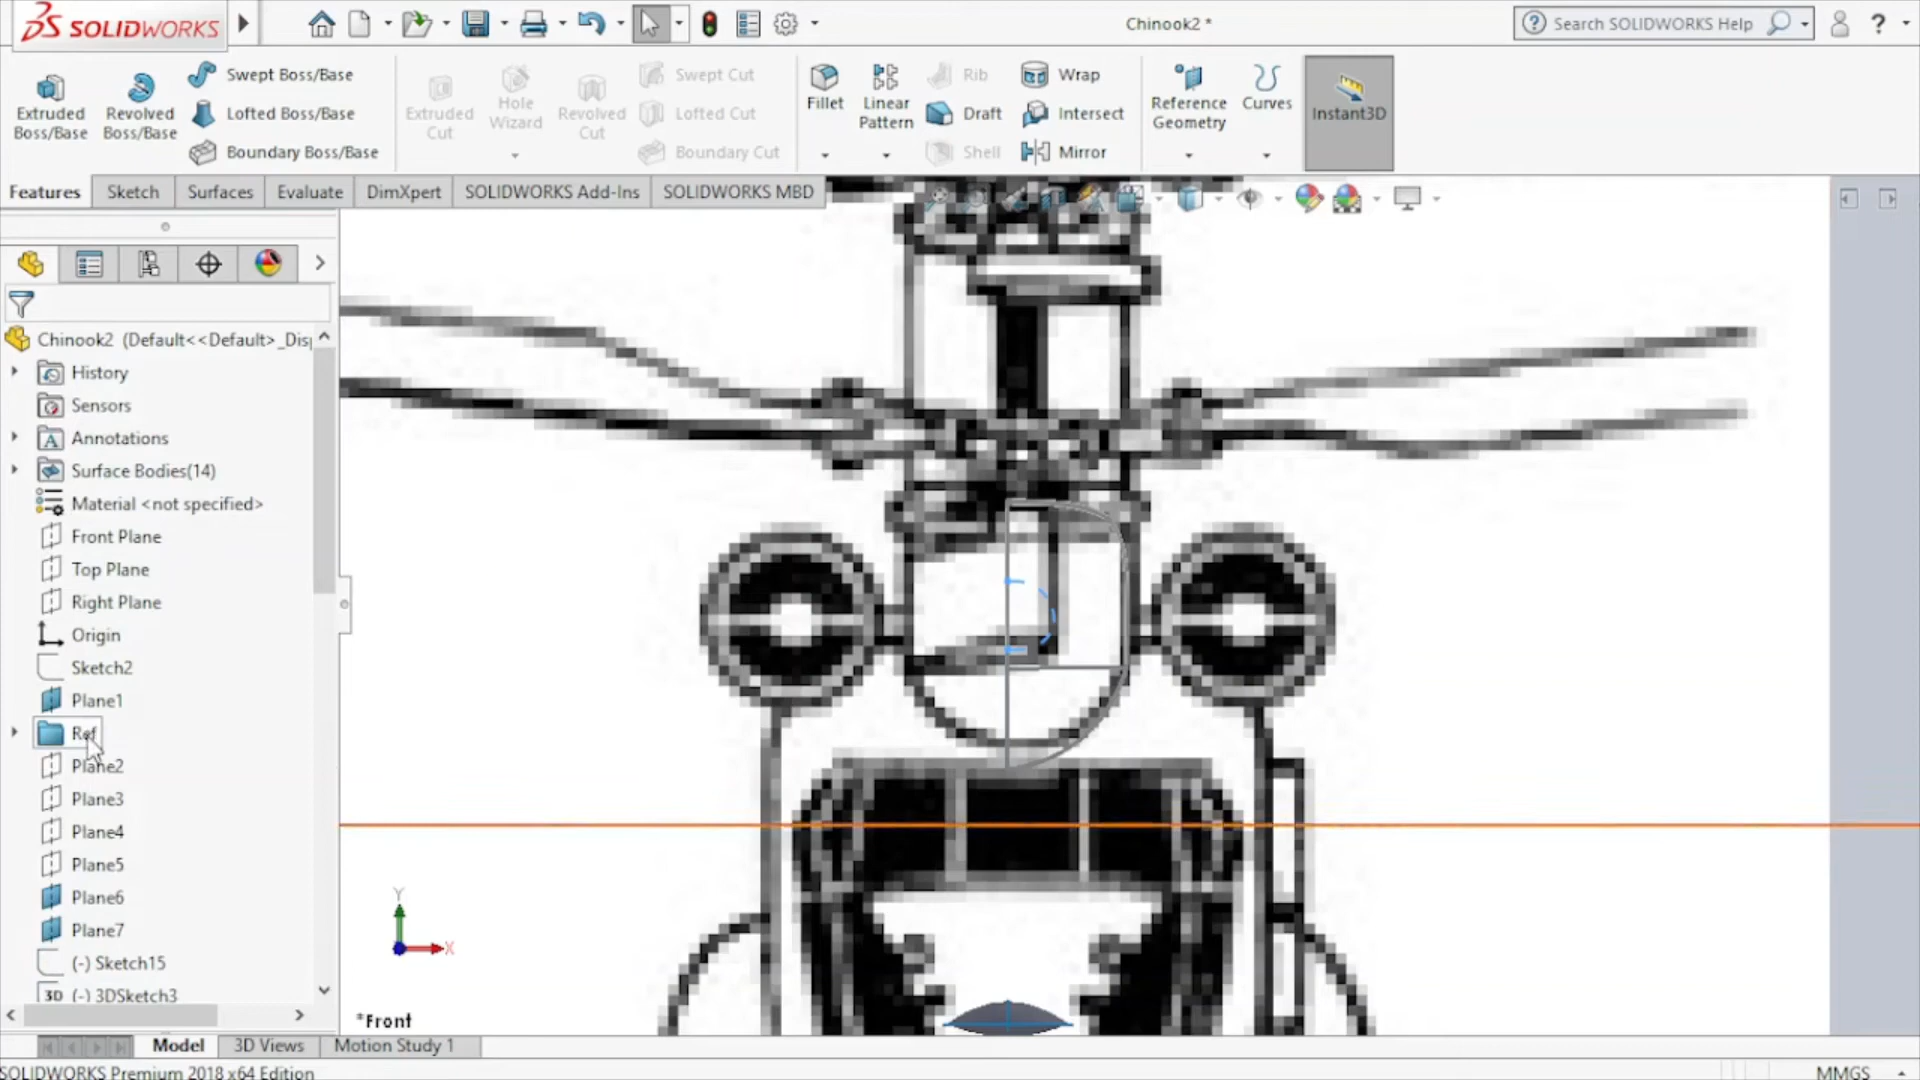 SOLIDWORKS
Chinook2 *
Search SOLIDWORKS Help
?
Extruded
Boss/Base
Revolved
Boss/Base
Swept Boss/Base
Lofted Boss/Base
Boundary Boss/Base
Extruded
Cut
Hole
Wizard
Revolved
Cut
Swept Cut
Lofted Cut
Boundary Cut
Fillet
Linear
Pattern
Rib
Draft
Shell
Wrap
Intersect
Mirror
Reference
Geometry
Curves
Instant3D
Features
Sketch
Surfaces
Evaluate
DimXpert
SOLIDWORKS Add-Ins
SOLIDWORKS MBD
Chinook2 (Default<<Default>_Disp
History
Sensors
Annotations
Surface Bodies(14)
Material <not specified>
Front Plane
Top Plane
Right Plane
Origin
Sketch2
Plane1
Ref
Plane2
Plane3
Plane4
Plane5
Plane6
Plane7
(-) Sketch15
3D (-) 3DSketch3
Y
X
*Front
Model
3D Views
Motion Study 1
SOLIDWORKS Premium 2018 x64 Edition
MMGS